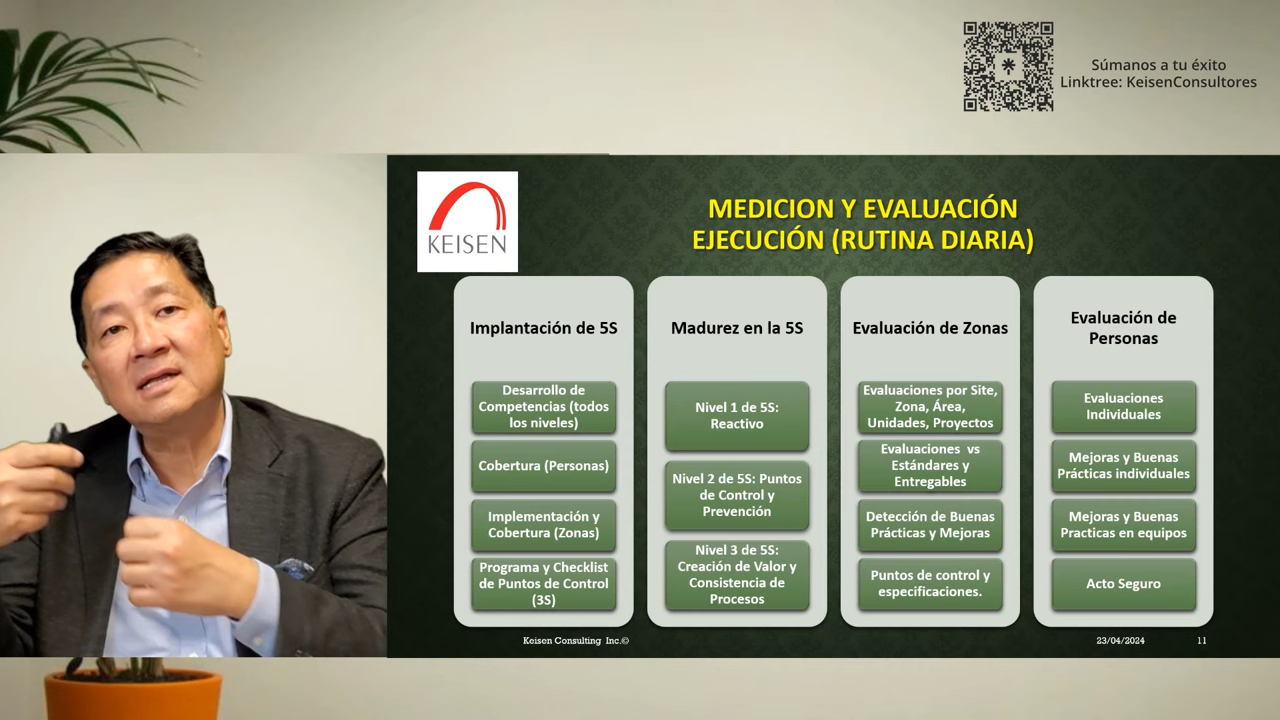 Súmanos a tu éxito
Linktree: KeisenConsultores
KEISEN
MEDICION Y EVALUACIÓN
EJECUCIÓN (RUTINA DIARIA)
Implantación de 5S
Desarrollo de
Competencias (todos
los niveles)
Cobertura (Personas)
Implementación y
Cobertura (Zonas)
Programa y Checklist
de Puntos de Control
(3S)
Madurez en la 5S
Nivel 1 de 5S:
Reactivo
Nivel 2 de 5S: Puntos
de Control y
Prevención
Nivel 3 de 5S:
Creación de Valor y
Consistencia de
Procesos
Evaluación de Zonas
Evaluaciones por Site,
Zona, Área,
Unidades, Proyectos
Evaluaciones vs
Estándares y
Entregables
Detección de Buenas
Prácticas y Mejoras
Puntos de control y
especificaciones.
Evaluación de
Personas
Evaluaciones
Individuales
Mejoras y Buenas
Prácticas individuales
Mejoras y Buenas
Practicas en equipos
Acto Seguro
Keisen Consulting Inc.©
23/04/2024
11